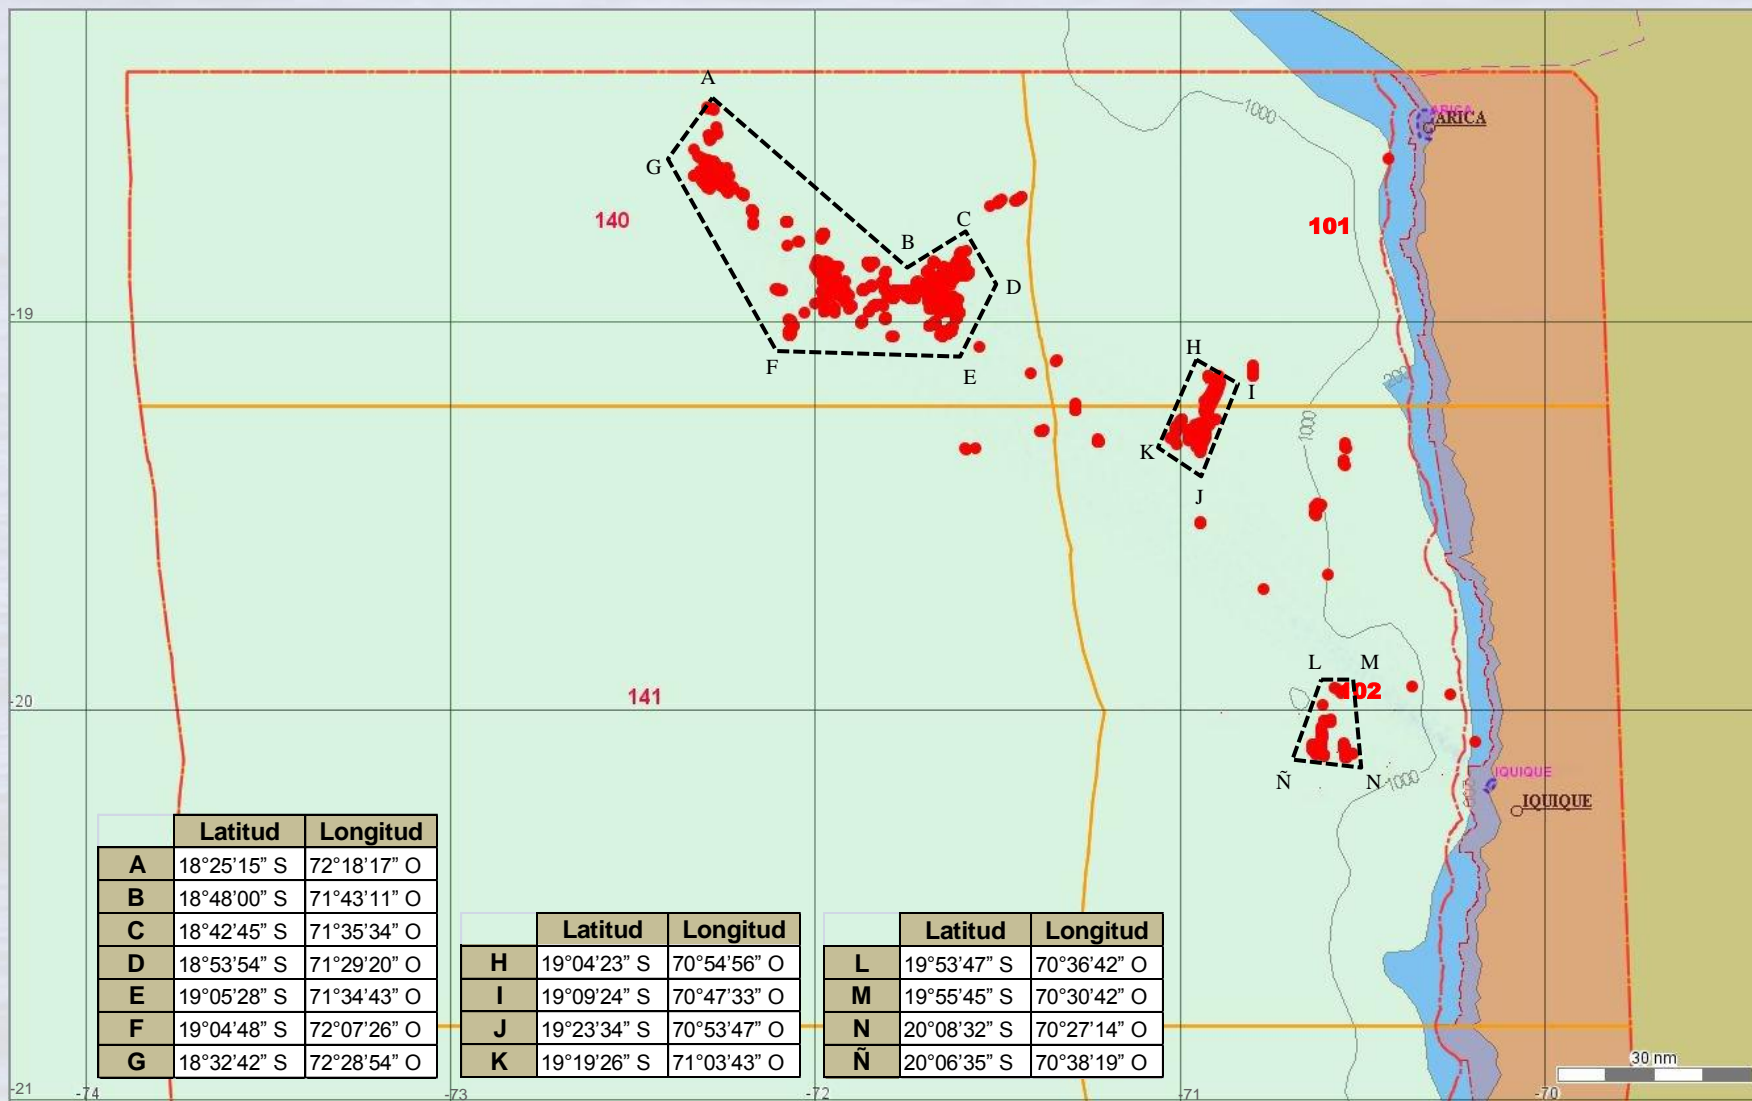 A
1000
ARICA
ARICA
G
140
C
101
B
D
-19
200
F
E
H
I
1000
K
J
L
M
141
102
-20
Ñ
N
1000
IQUIQUE
IQUIQUE
Latitud Longitud
A 18°25’15” S 72°18’17” O
B 18°48’00” S 71°43’11” O
C 18°42’45” S 71°35’34” O
D 18°53’54” S 71°29’20” O
E 19°05’28” S 71°34’43” O
F 19°04’48” S 72°07’26” O
G 18°32’42” S 72°28’54” O
Latitud Longitud
H 19°04’23” S 70°54’56” O
I 19°09’24” S 70°47’33” O
J 19°23’34” S 70°53’47” O
K 19°19’26” S 71°03’43” O
Latitud Longitud
L 19°53’47” S 70°36’42” O
M 19°55’45” S 70°30’42” O
N 20°08’32” S 70°27’14” O
Ñ 20°06’35” S 70°38’19” O
30 nm
-21
-74 -73 -72 -71 -70